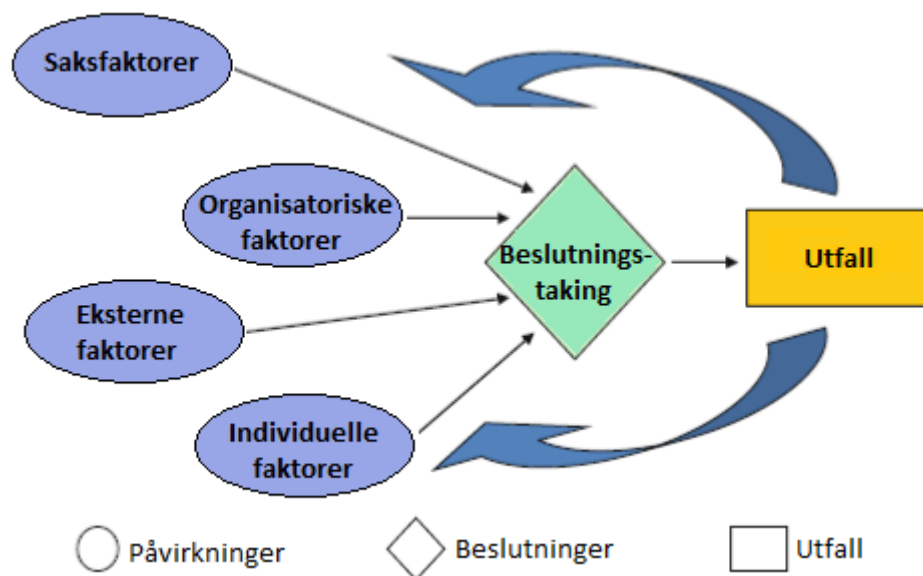 Saksfaktorer
Organisatoriske
faktorer
Beslutnings-
taking
Utfall
Eksterne
faktorer
Individuelle
faktorer
Påvirkninger
Beslutninger
Utfall